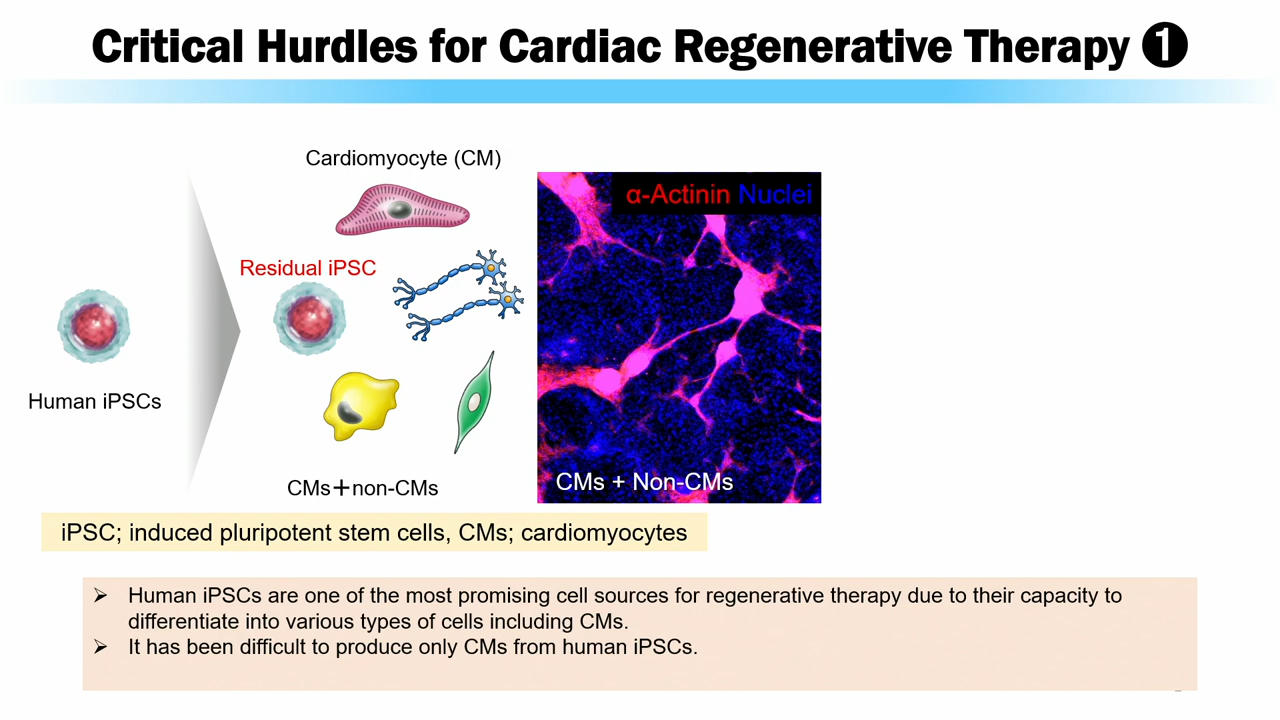 Critical Hurdles for Cardiac Regenerative Therapy ❶
Cardiomyocyte (CM)
α-Actinin Nuclei
Residual iPSC
Human iPSCs
CMs+non-CMs
CMs + Non-CMs
iPSC; induced pluripotent stem cells, CMs; cardiomyocytes
➢ Human iPSCs are one of the most promising cell sources for regenerative therapy due to their capacity to
differentiate into various types of cells including CMs.
➢ It has been difficult to produce only CMs from human iPSCs.